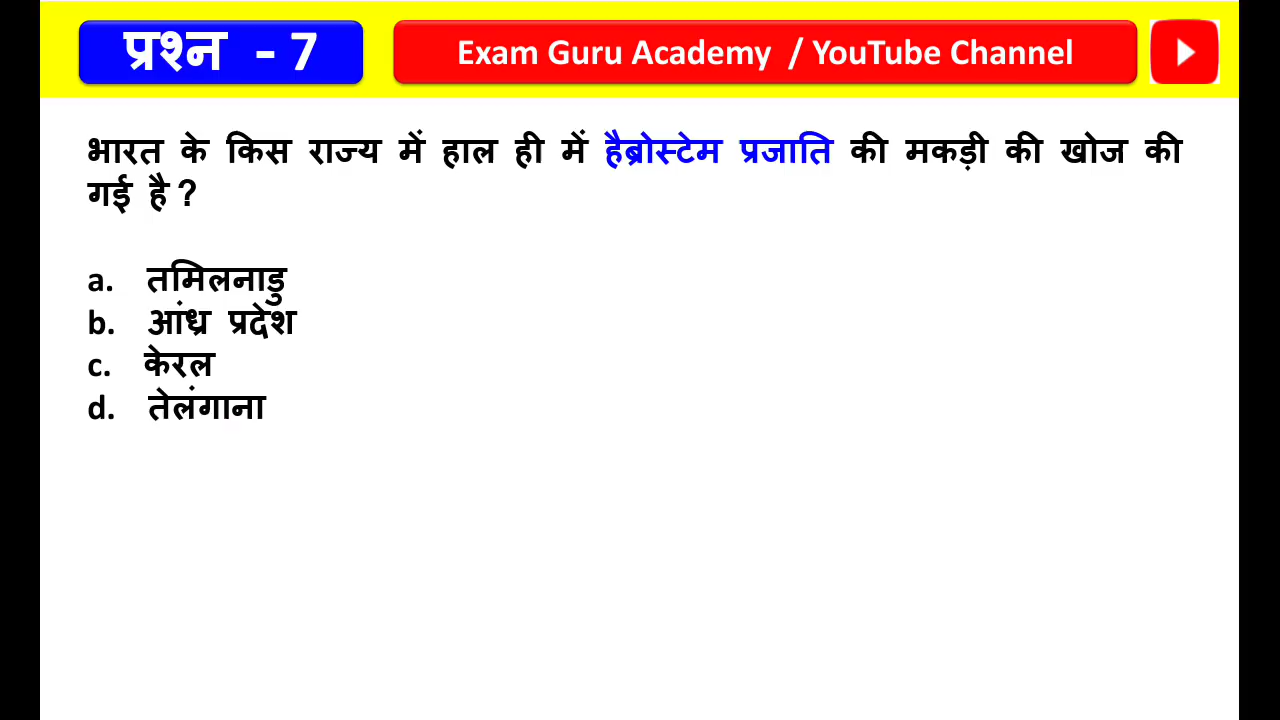 प्रश्न - 7
Exam Guru Academy / YouTube Channel
भारत के किस राज्य में हाल ही में हैब्रोस्टेम प्रजाति की मकड़ी की खोज की
गई है ?
a. तमिलनाडु
b. आंध्र प्रदेश
c. केरल
d. तेलंगाना